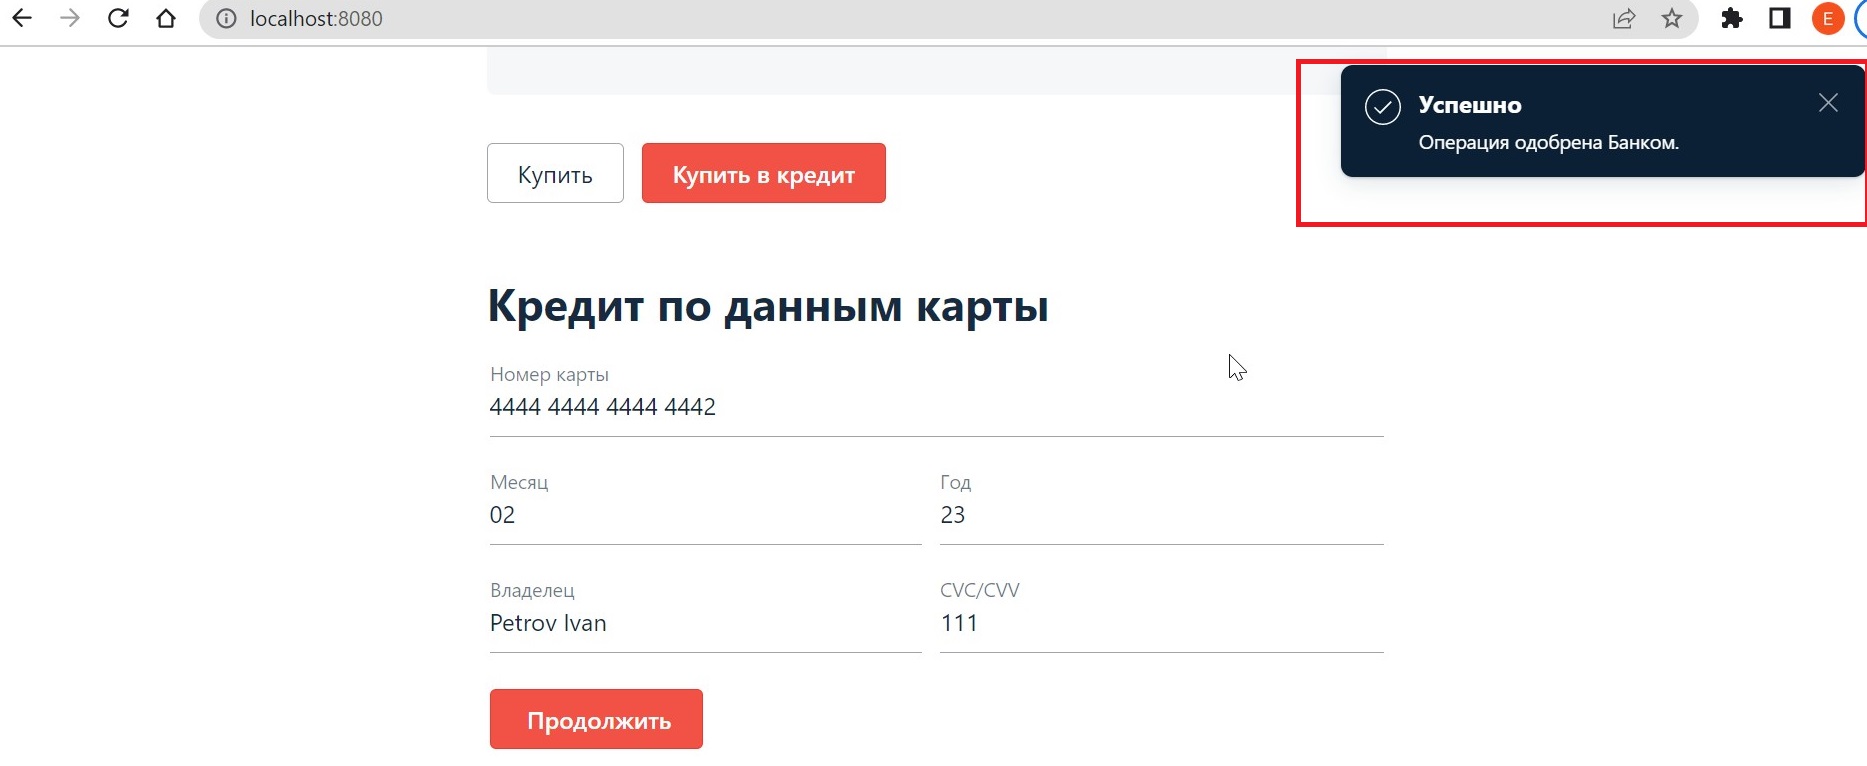 localhost:8080
E
Успешно
Операция одобрена Банком.
Купить
Купить в кредит
Кредит по данным карты
Номер карты
4444 4444 4444 4442
Месяц
Год
02
23
Владелец
CVC/CVV
Petrov Ivan
111
Продолжить